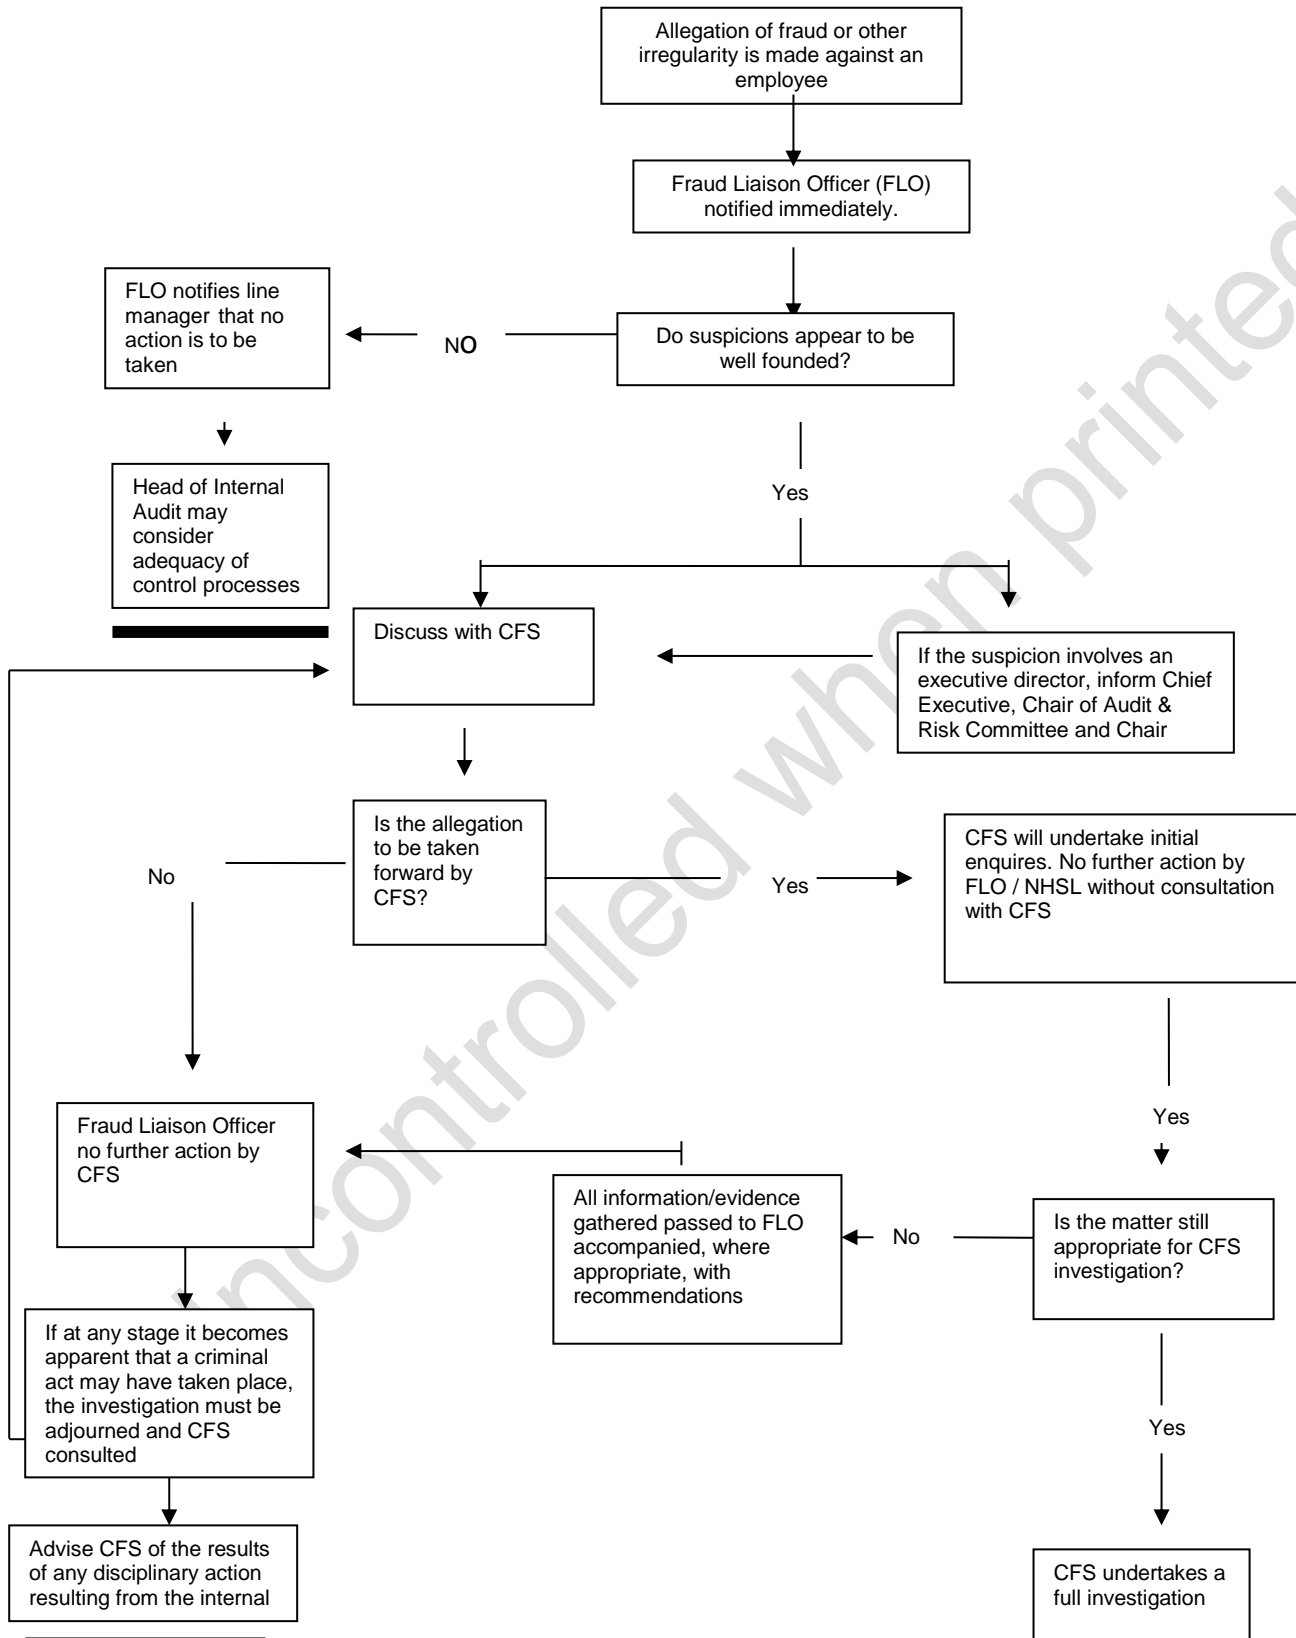 Allegation of fraud or other
irregularity is made against an
employee
Fraud Liaison Officer (FLO)
notified immediately.
FLO notifies line
manager that no
action is to be
taken
NO
Do suspicions appear to be
well founded?
Head of Internal
Audit may
consider
adequacy of
control processes
Yes
Discuss with CFS
If the suspicion involves an
executive director, inform Chief
Executive, Chair of Audit &
Risk Committee and Chair
Is the allegation
to be taken
forward by
CFS?
No
Yes
CFS will undertake initial
enquires. No further action by
FLO / NHSL without consultation
with CFS
Yes
Fraud Liaison Officer
no further action by
CFS
All information/evidence
gathered passed to FLO
accompanied, where
appropriate, with
recommendations
No
Is the matter still
appropriate for CFS
investigation?
If at any stage it becomes
apparent that a criminal
act may have taken place,
the investigation must be
adjourned and CFS
consulted
Yes
Advise CFS of the results
of any disciplinary action
resulting from the internal
CFS undertakes a
full investigation
ncontrolled when printed